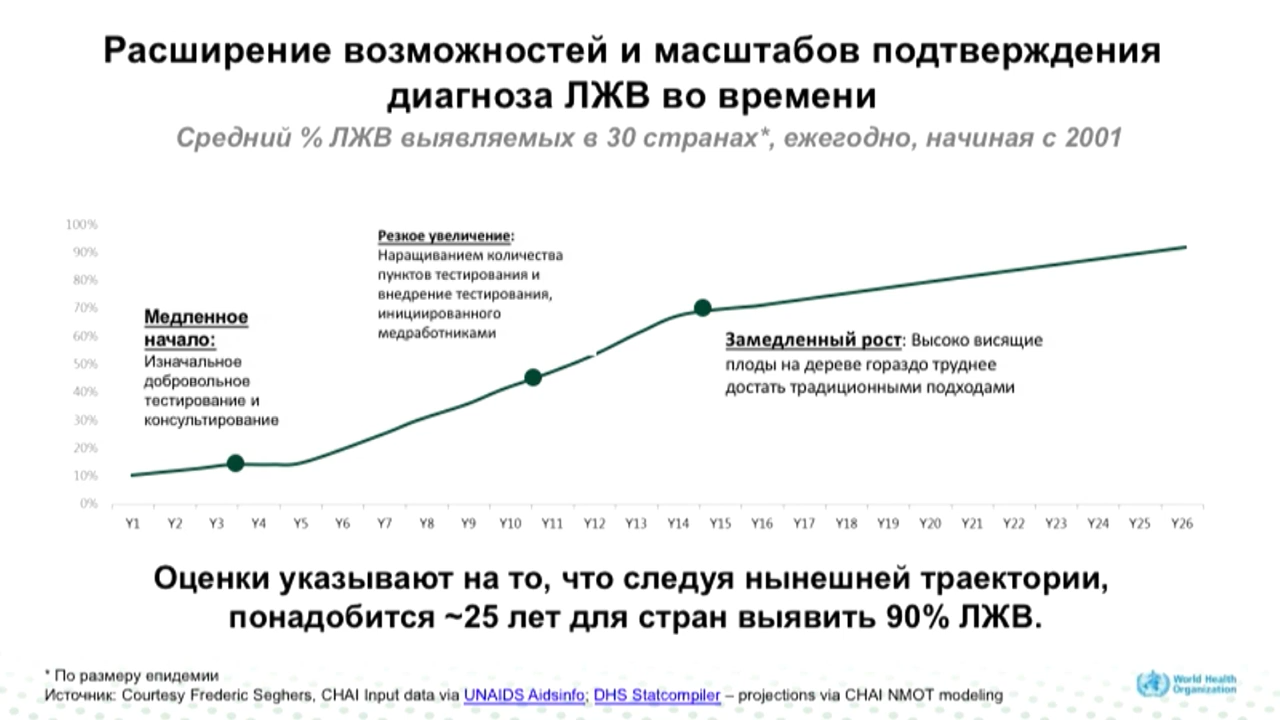 Расширение возможностей и масштабов подтверждения
диагноза ЛЖВ во времени
Средний % ЛЖВ выявляемых в 30 странах*, ежегодно, начиная с 2001
100%
90%
80%
70%
60%
50%
40%
30%
20%
10%
0%
Медленное
начало:
Изначальное
добровольное
тестирование и
консультирование
Резкое увеличение:
Наращиванием количества
пунктов тестирования и
внедрение тестирования,
инициированного
медработниками
Замедленный рост: Высоко висящие
плоды на дереве гораздо труднее
достать традиционными подходами
Y1 Y2 Y3 Y4 Y5 Y6 Y7 Y8 Y9 Y10 Y11 Y12 Y13 Y14 Y15 Y16 Y17 Y18 Y19 Y20 Y21 Y22 Y23 Y24 Y25 Y26
Оценки указывают на то, что следуя нынешней траектории,
понадобится ~25 лет для стран выявить 90% ЛЖВ.
* По размеру епидемии
Источник: Courtesy Frederic Seghers, CHAI Input data via UNAIDS Aidsinfo; DHS Statcompiler – projections via CHAI NMOT modeling
World Health
Organization